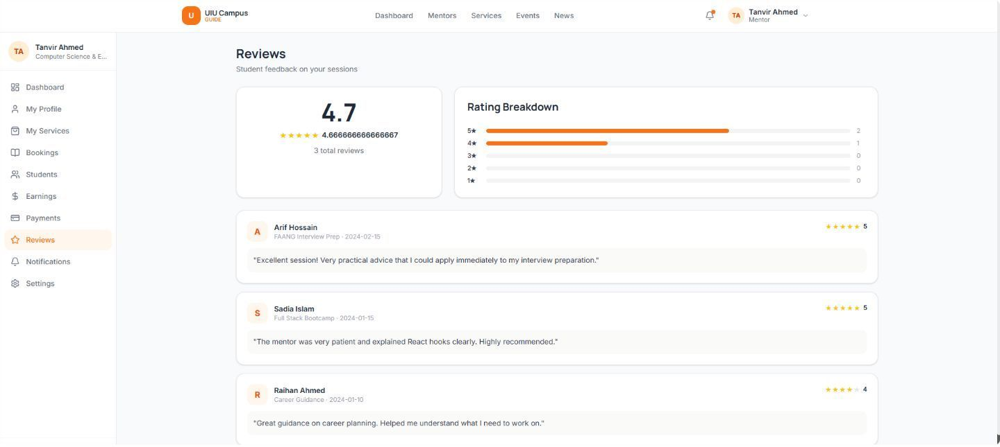 U
UIU Campus
GUIDE
Dashboard
Mentors
Services
Events
News
TA
Tanvir Ahmed
Mentor
TA
Tanvir Ahmed
Computer Science & E...
Dashboard
My Profile
My Services
Bookings
Students
Earnings
Payments
Reviews
Notifications
Settings
Reviews
Student feedback on your sessions
4.7
★★★★★ 4.666666666666667
3 total reviews
Rating Breakdown
5★ 2
4★ 1
3★ 0
2★ 0
1★ 0
A
Arif Hossain
FAANG Interview Prep · 2024-02-15
★★★★★ 5
"Excellent session! Very practical advice that I could apply immediately to my interview preparation."
S
Sadia Islam
Full Stack Bootcamp · 2024-01-15
★★★★★ 5
"The mentor was very patient and explained React hooks clearly. Highly recommended."
R
Raihan Ahmed
Career Guidance · 2024-01-10
★★★★★ 4
"Great guidance on career planning. Helped me understand what I need to work on."